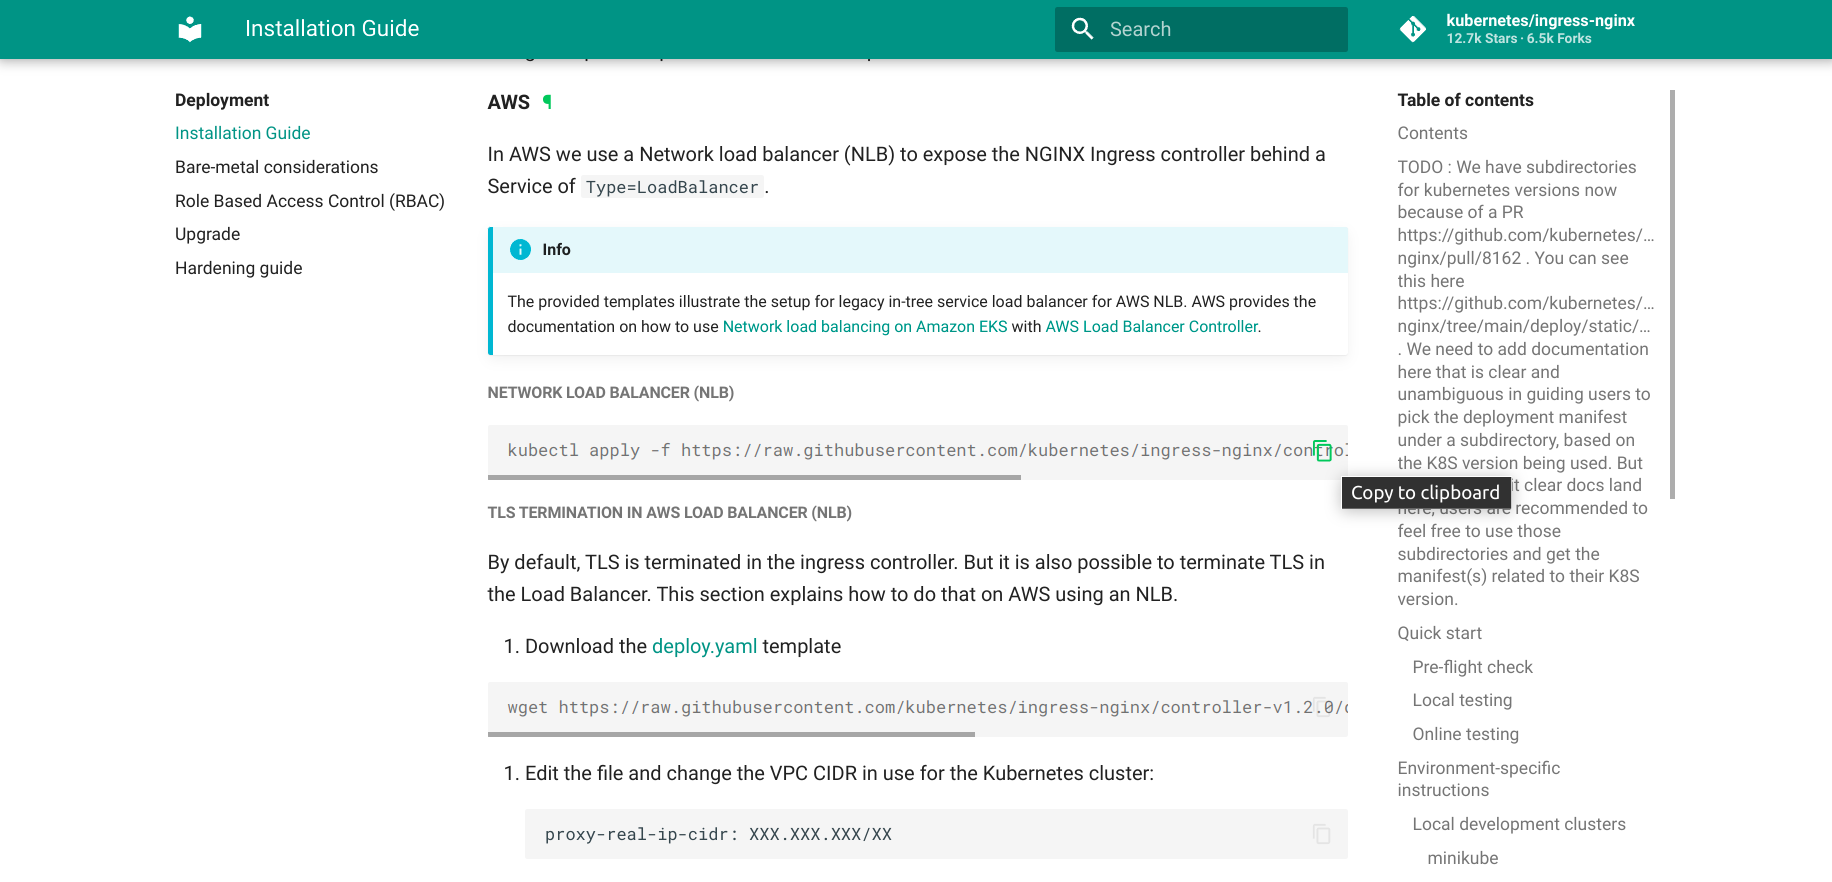 Installation Guide
Search
kubernetes/ingress-nginx
12.7k Stars · 6.5k Forks
Deployment
Installation Guide
Bare-metal considerations
Role Based Access Control (RBAC)
Upgrade
Hardening guide
AWS ¶
In AWS we use a Network load balancer (NLB) to expose the NGINX Ingress controller behind a
Service of Type=LoadBalancer.
Info
The provided templates illustrate the setup for legacy in-tree service load balancer for AWS NLB. AWS provides the
documentation on how to use Network load balancing on Amazon EKS with AWS Load Balancer Controller.
NETWORK LOAD BALANCER (NLB)
kubectl apply -f https://raw.githubusercontent.com/kubernetes/ingress-nginx/control
Copy to clipboard
TLS TERMINATION IN AWS LOAD BALANCER (NLB)
By default, TLS is terminated in the ingress controller. But it is also possible to terminate TLS in
the Load Balancer. This section explains how to do that on AWS using an NLB.
1. Download the deploy.yaml template
wget https://raw.githubusercontent.com/kubernetes/ingress-nginx/controller-v1.2.0/
1. Edit the file and change the VPC CIDR in use for the Kubernetes cluster:
proxy-real-ip-cidr: XXX.XXX.XXX/XX
Table of contents
Contents
TODO : We have subdirectories
for kubernetes versions now
because of a PR
https://github.com/kubernetes/…
nginx/pull/8162 . You can see
this here
https://github.com/kubernetes/…
nginx/tree/main/deploy/static/…
. We need to add documentation
here that is clear and
unambiguous in guiding users to
pick the deployment manifest
under a subdirectory, based on
the K8S version being used. But
it clear docs land
here, users are recommended to
feel free to use those
subdirectories and get the
manifest(s) related to their K8S
version.
Quick start
Pre-flight check
Local testing
Online testing
Environment-specific
instructions
Local development clusters
minikube